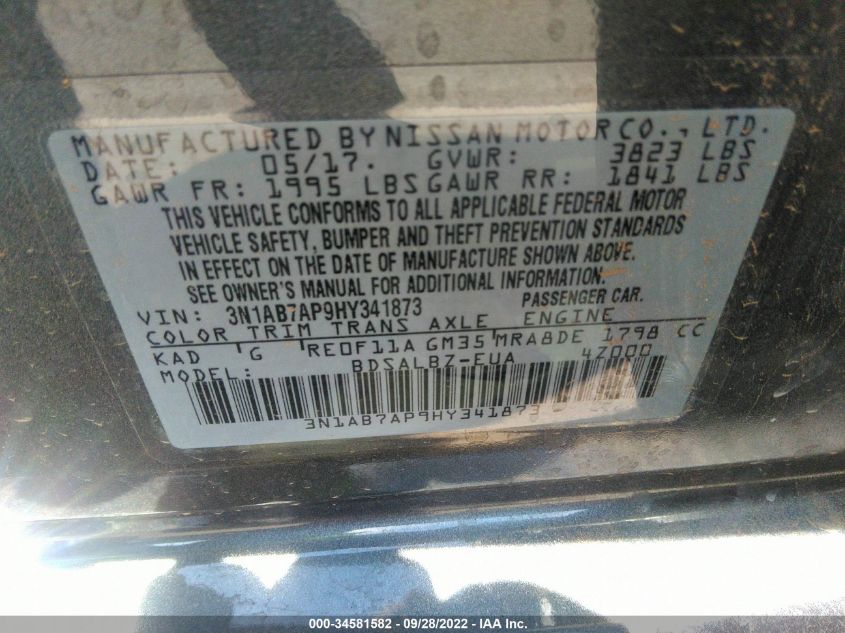 MANUFACTURED BY NISSAN MOTOR CO., LTD.
DATE: 05/17. GVWR: 3823 LBS
GAWR FR: 1995 LBS GAWR RR: 1841 LBS
THIS VEHICLE CONFORMS TO ALL APPLICABLE FEDERAL MOTOR
VEHICLE SAFETY, BUMPER AND THEFT PREVENTION STANDARDS
IN EFFECT ON THE DATE OF MANUFACTURE SHOWN ABOVE.
SEE OWNER'S MANUAL FOR ADDITIONAL INFORMATION.
VIN: 3N1AB7AP9HY341873 PASSENGER CAR.
COLOR TRIM TRANS AXLE ENGINE
KAD G RE0F11A GM35 MRA8DE 1798 CC
MODEL: BDSALBZ-EUA 4Z000
3N1AB7AP9HY341873
000-34581582 / 09/28/2022 - IAA Inc.